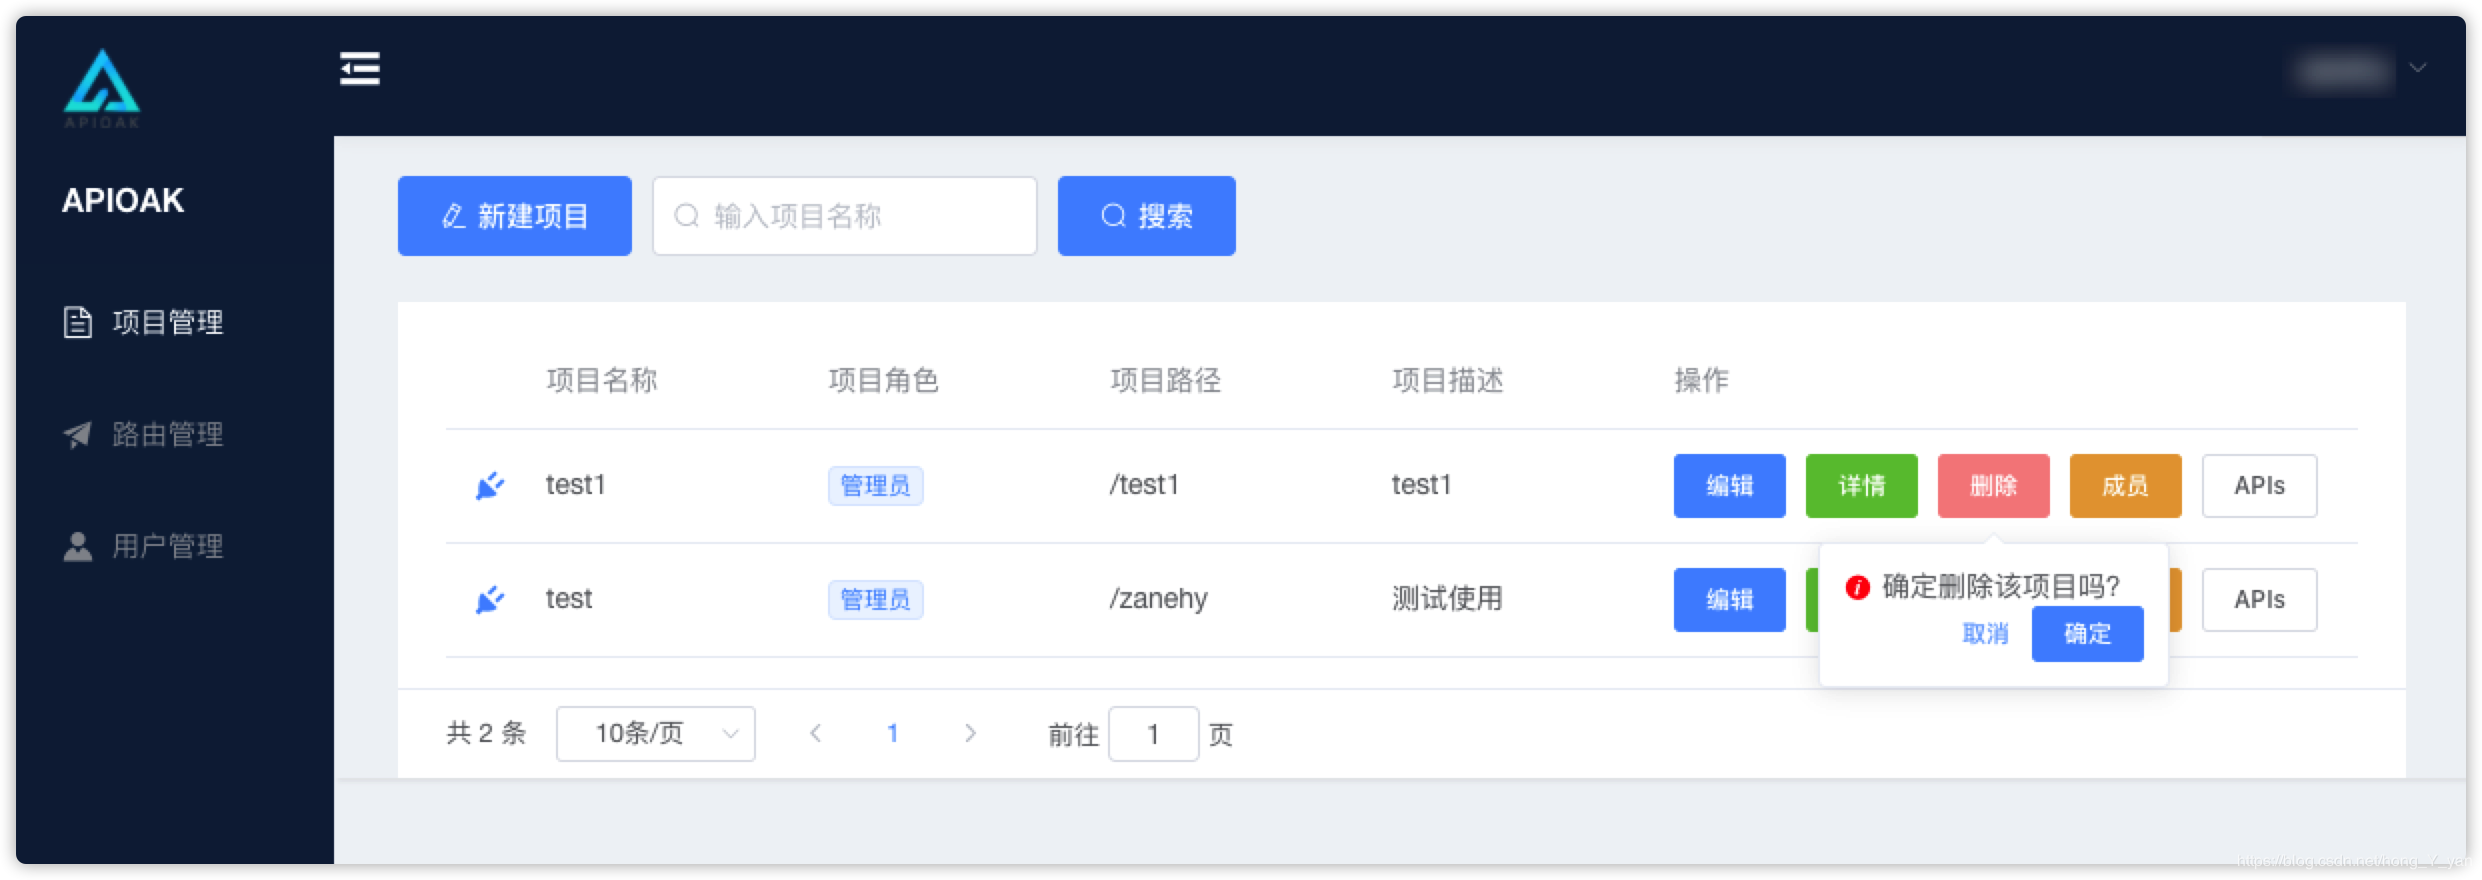 APIOAK
APIOAK
项目管理
路由管理
用户管理
新建项目 输入项目名称 搜索
项目名称 项目角色 项目路径 项目描述 操作
test1 管理员 /test1 test1 编辑 详情 删除 成员 APIs
test 管理员 /zanehy 测试使用 编辑 APIs
确定删除该项目吗?
取消 确定
共 2 条 10条/页 1 前往 1 页